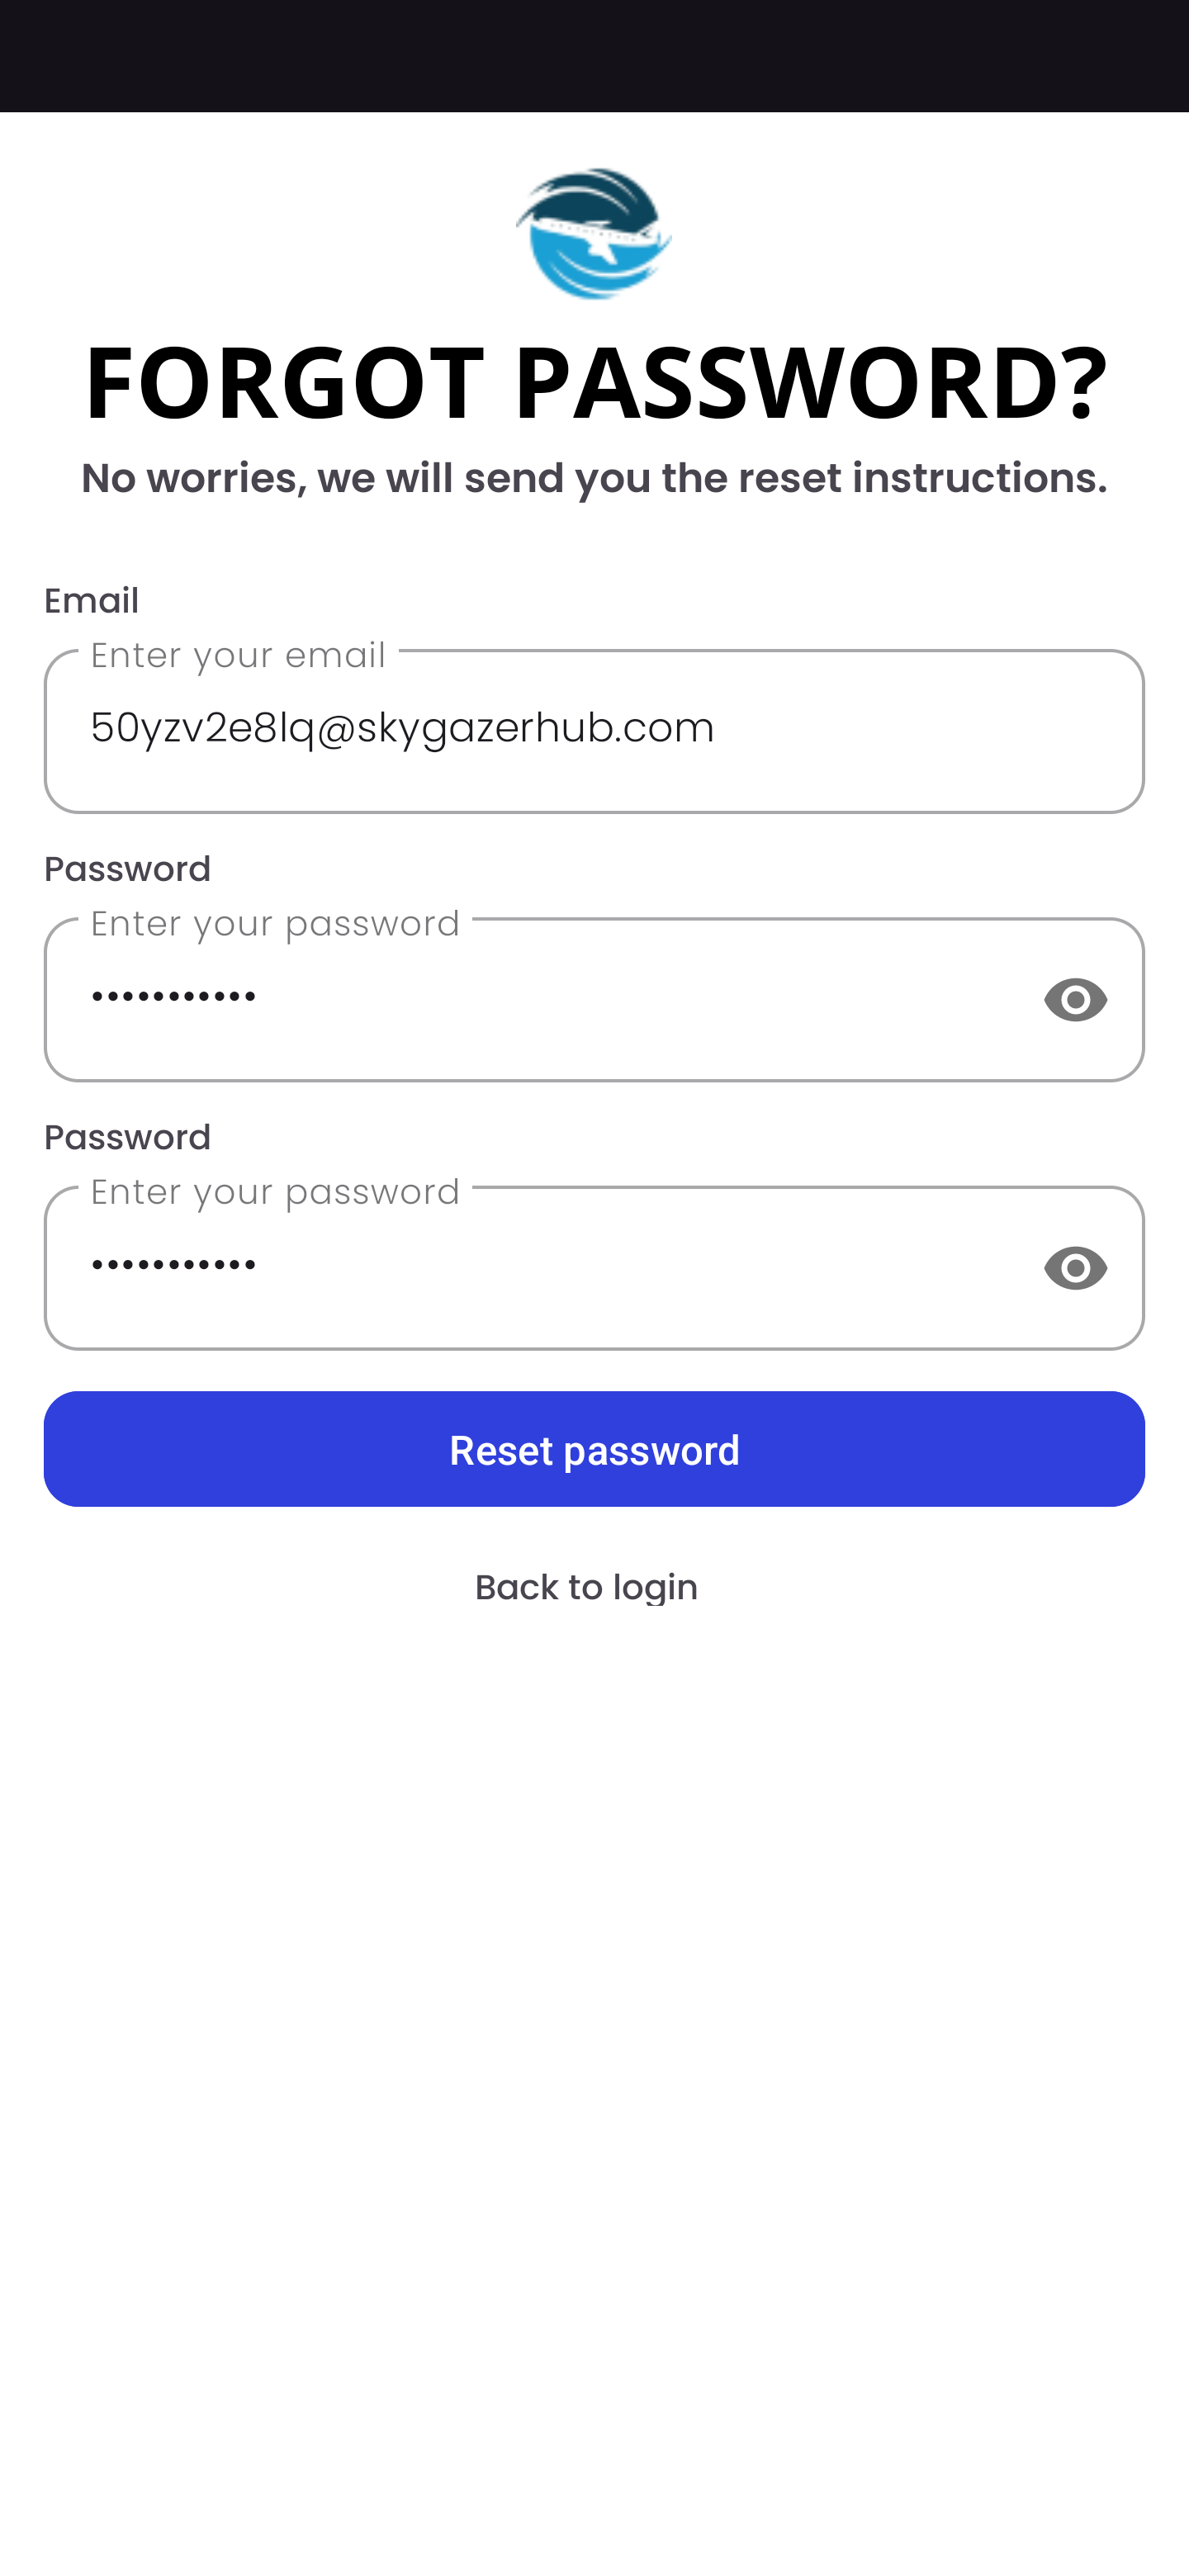 FORGOT PASSWORD?
No worries, we will send you the reset instructions.
Email
Enter your email
50yzv2e8lq@skygazerhub.com
Password
Enter your password
•••••••••••
Password
Enter your password
•••••••••••
Reset password
Back to login